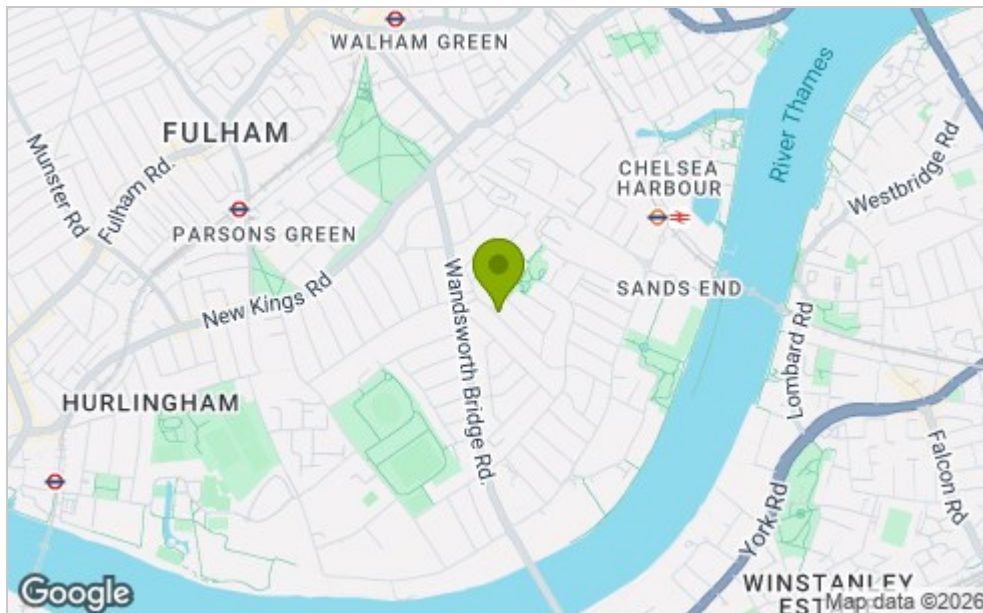 WALHAM GREEN
FULHAM
Munster Rd
Fulham Rd.
PARSONS GREEN
New Kings Rd
Wandsworth Bridge Rd.
CHELSEA
HARBOUR
River Thames
Westbridge Rd
SANDS END
Lombard Rd
HURLINGHAM
Falcon Rd
York Rd
WINSTANLEY
EST
Google
Map data ©2026